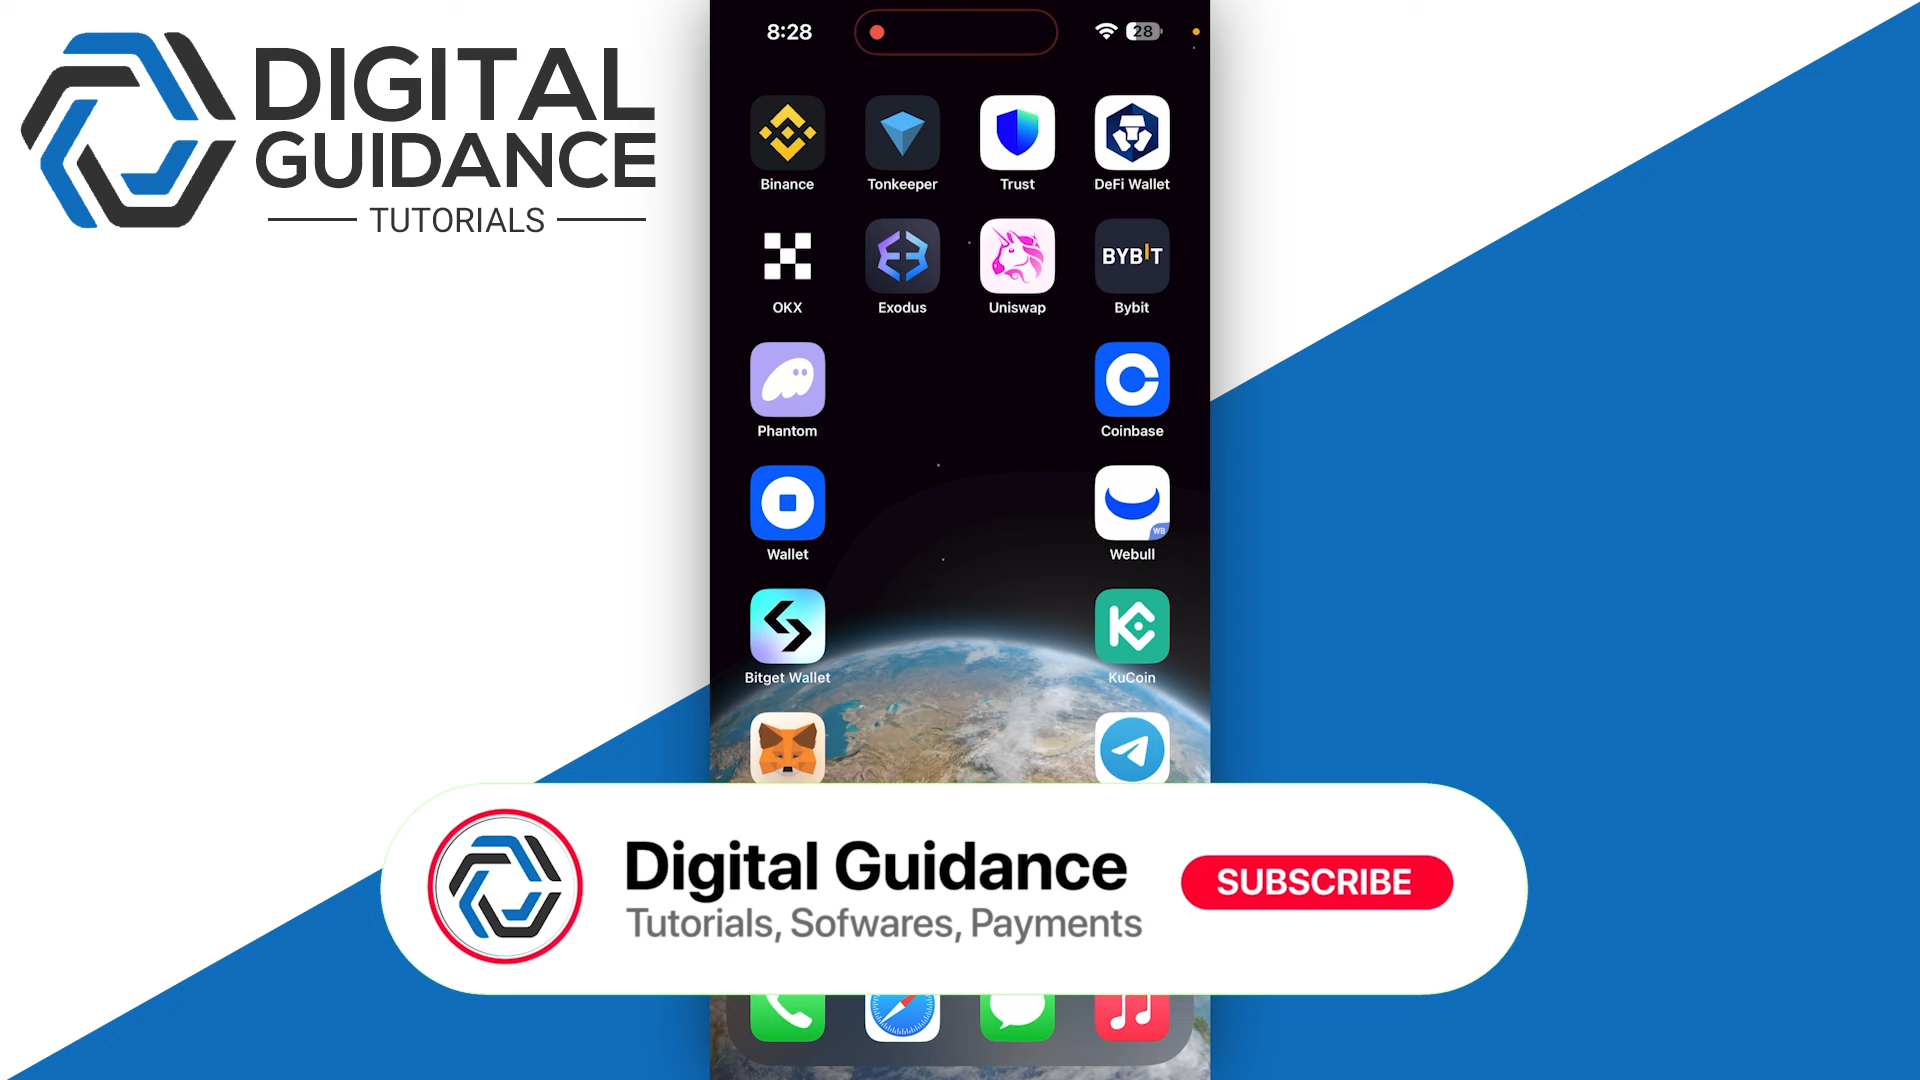 DIGITAL
GUIDANCE
TUTORIALS
8:28
28
Binance
Tonkeeper
Trust
DeFi Wallet
BYBIT
OKX
Exodus
Uniswap
Bybit
Phantom
Coinbase
WB
Wallet
Webull
Bitget Wallet
KuCoin
Digital Guidance
SUBSCRIBE
Tutorials, Sofwares, Payments